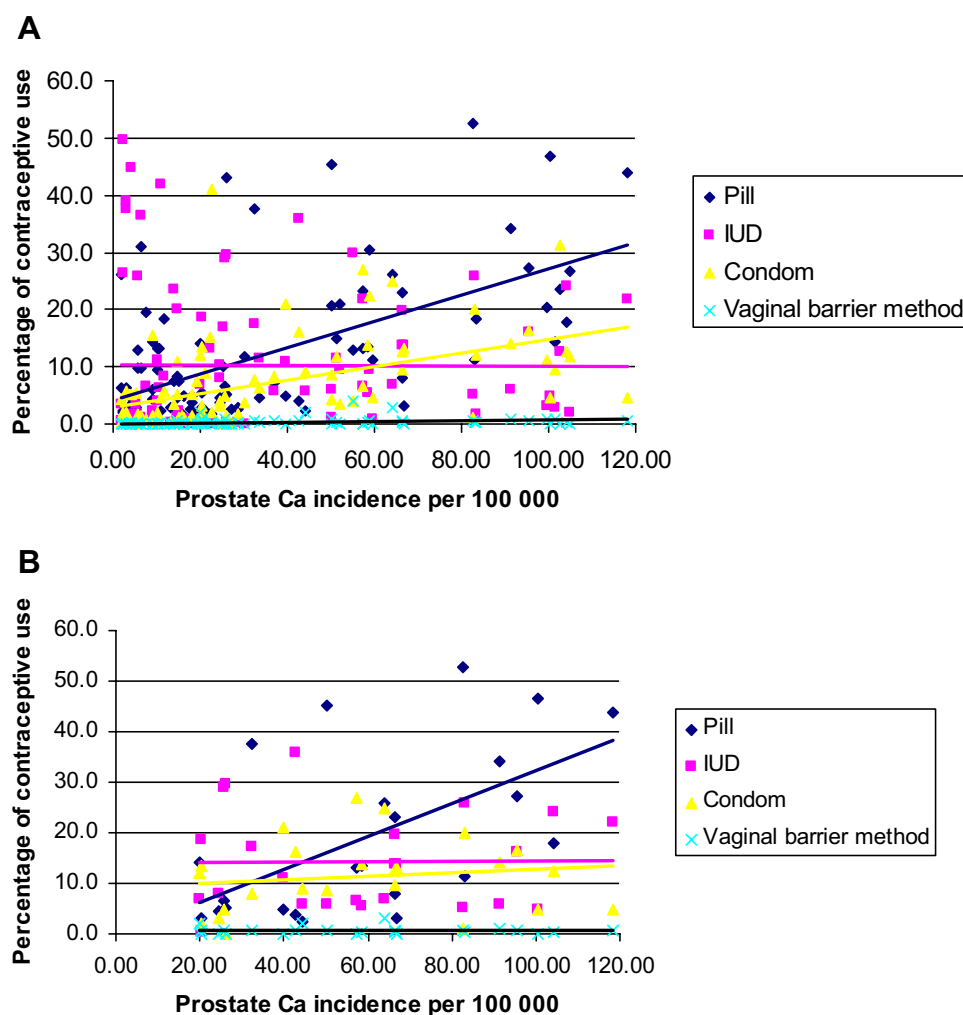 A
Percentage of contraceptive use
60.0
50.0
40.0
30.0
20.0
10.0
0.0
0.00 20.00 40.00 60.00 80.00 100.00 120.00
Prostate Ca incidence per 100 000
Pill
IUD
Condom
Vaginal barrier method
B
Percentage of contraceptive use
60.0
50.0
40.0
30.0
20.0
10.0
0.0
0.00 20.00 40.00 60.00 80.00 100.00 120.00
Prostate Ca incidence per 100 000
Pill
IUD
Condom
Vaginal barrier method